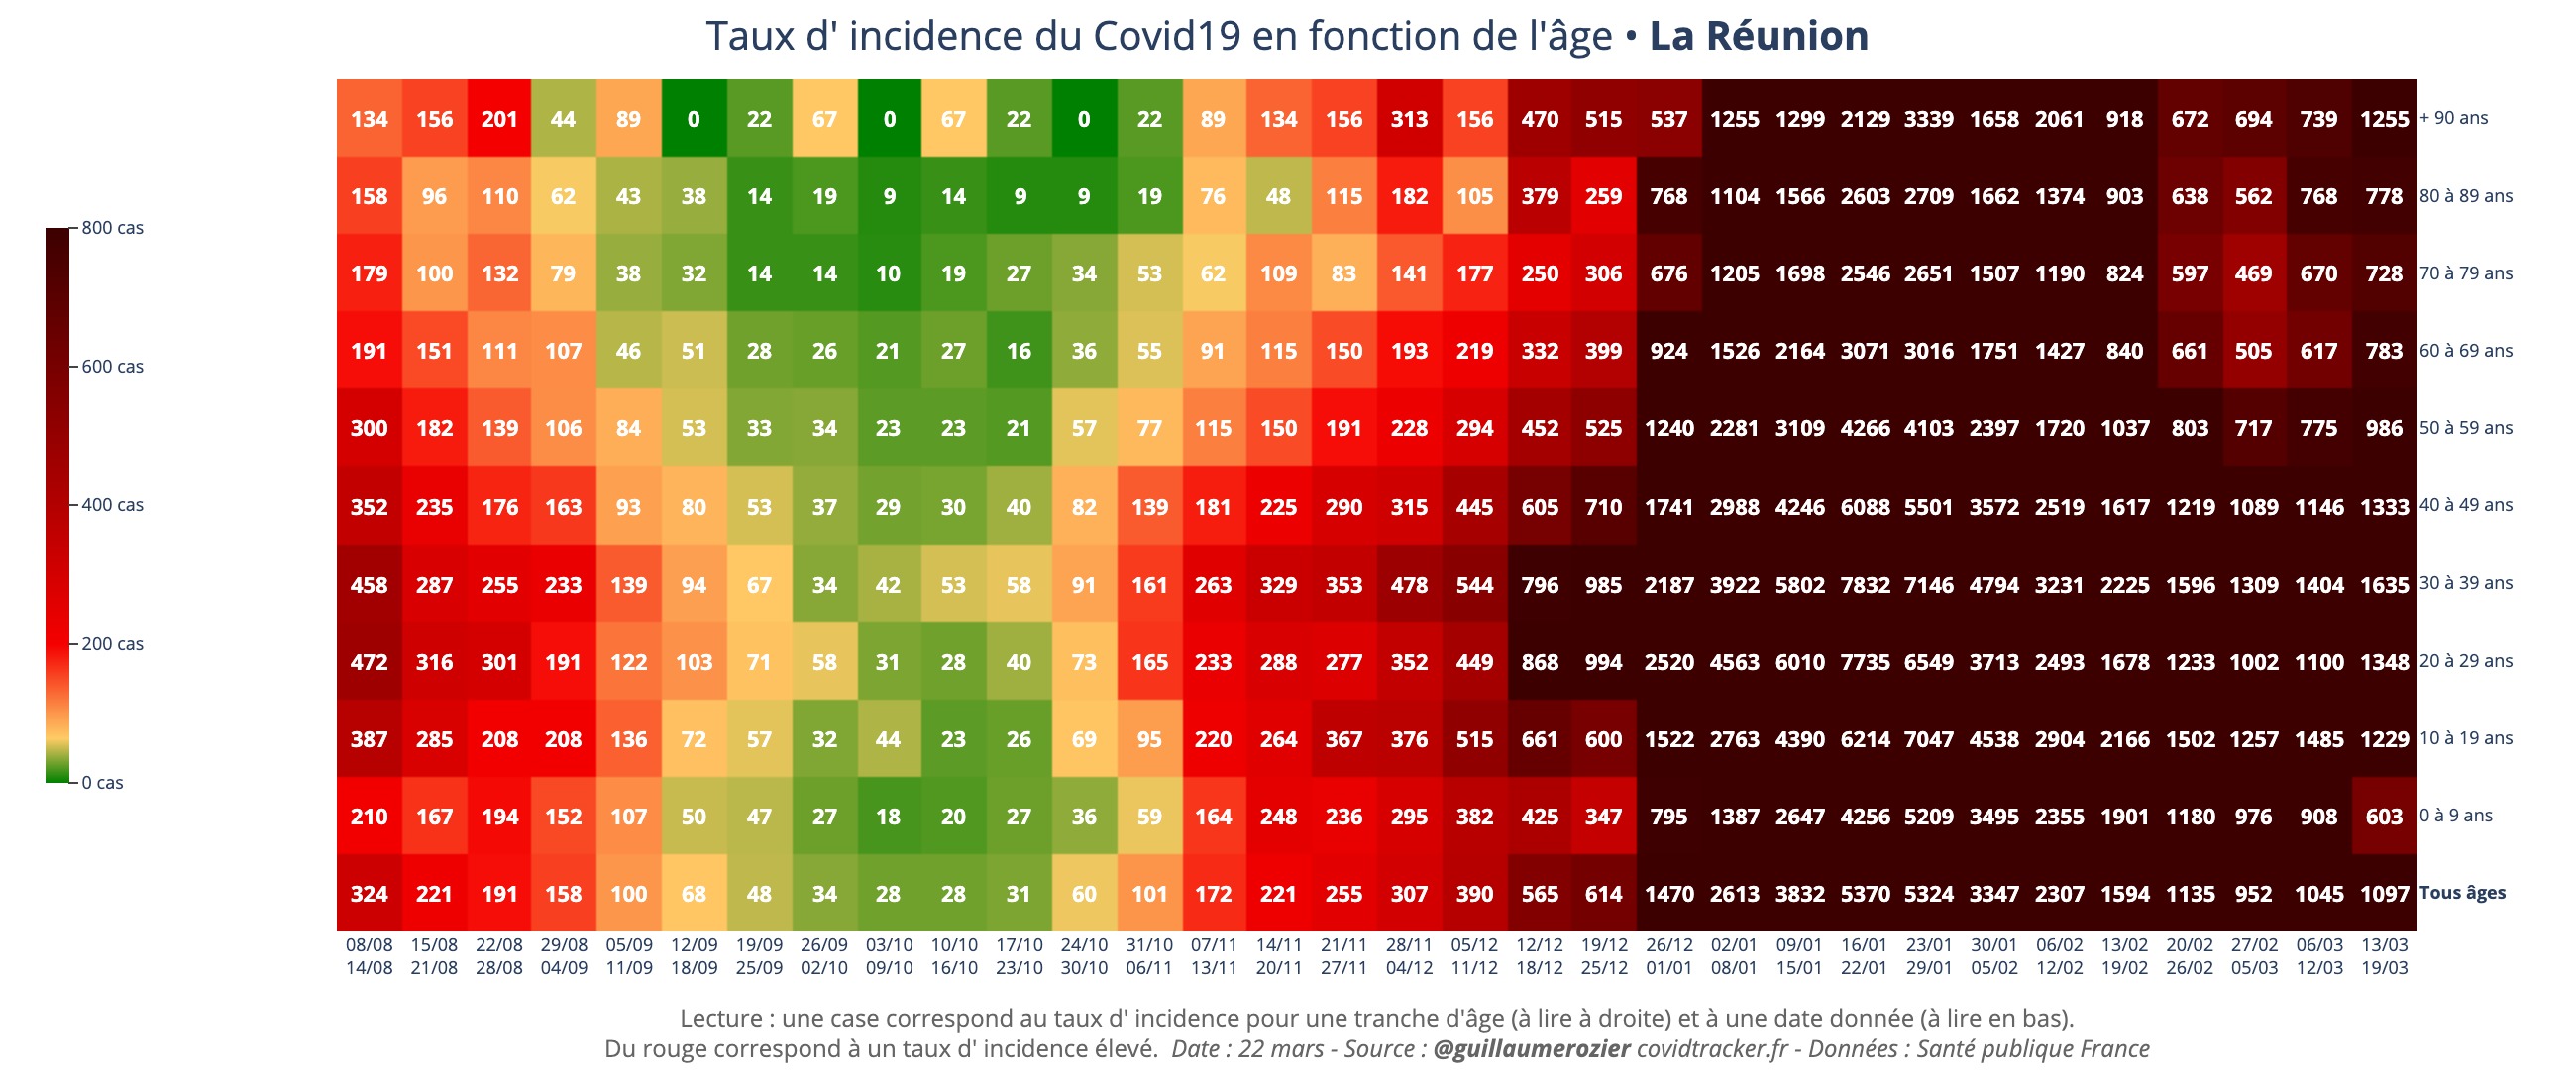 Taux d' incidence du Covid19 en fonction de l'âge • La Réunion
800 cas
600 cas
400 cas
200 cas
0 cas
134 156 201 44 89 0 22 67 0 67 22 0 22 89 134 156 313 156 470 515 537 1255 1299 2129 3339 1658 2061 918 672 694 739 1255 + 90 ans
158 96 110 62 43 38 14 19 9 14 9 9 19 76 48 115 182 105 379 259 768 1104 1566 2603 2709 1662 1374 903 638 562 768 778 80 à 89 ans
179 100 132 79 38 32 14 14 10 19 27 34 53 62 109 83 141 177 250 306 676 1205 1698 2546 2651 1507 1190 824 597 469 670 728 70 à 79 ans
191 151 111 107 46 51 28 26 21 27 16 36 55 91 115 150 193 219 332 399 924 1526 2164 3071 3016 1751 1427 840 661 505 617 783 60 à 69 ans
300 182 139 106 84 53 33 34 23 23 21 57 77 115 150 191 228 294 452 525 1240 2281 3109 4266 4103 2397 1720 1037 803 717 775 986 50 à 59 ans
352 235 176 163 93 80 53 37 29 30 40 82 139 181 225 290 315 445 605 710 1741 2988 4246 6088 5501 3572 2519 1617 1219 1089 1146 1333 40 à 49 ans
458 287 255 233 139 94 67 34 42 53 58 91 161 263 329 353 478 544 796 985 2187 3922 5802 7832 7146 4794 3231 2225 1596 1309 1404 1635 30 à 39 ans
472 316 301 191 122 103 71 58 31 28 40 73 165 233 288 277 352 449 868 994 2520 4563 6010 7735 6549 3713 2493 1678 1233 1002 1100 1348 20 à 29 ans
387 285 208 208 136 72 57 32 44 23 26 69 95 220 264 367 376 515 661 600 1522 2763 4390 6214 7047 4538 2904 2166 1502 1257 1485 1229 10 à 19 ans
210 167 194 152 107 50 47 27 18 20 27 36 59 164 248 236 295 382 425 347 795 1387 2647 4256 5209 3495 2355 1901 1180 976 908 603 0 à 9 ans
324 221 191 158 100 68 48 34 28 28 31 60 101 172 221 255 307 390 565 614 1470 2613 3832 5370 5324 3347 2307 1594 1135 952 1045 1097 Tous âges
08/08 15/08 22/08 29/08 05/09 12/09 19/09 26/09 03/10 10/10 17/10 24/10 31/10 07/11 14/11 21/11 28/11 05/12 12/12 19/12 26/12 02/01 09/01 16/01 23/01 30/01 06/02 13/02 20/02 27/02 06/03 13/03
14/08 21/08 28/08 04/09 11/09 18/09 25/09 02/10 09/10 16/10 23/10 30/10 06/11 13/11 20/11 27/11 04/12 11/12 18/12 25/12 01/01 08/01 15/01 22/01 29/01 05/02 12/02 19/02 26/02 05/03 12/03 19/03
Lecture : une case correspond au taux d' incidence pour une tranche d'âge (à lire à droite) et à une date donnée (à lire en bas).
Du rouge correspond à un taux d' incidence élevé. Date : 22 mars - Source : @guillaumerozier covidtracker.fr - Données : Santé publique France